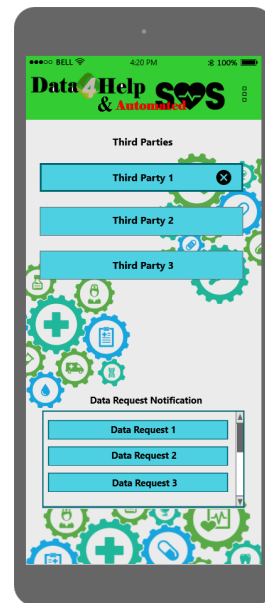 BELL 4:20 PM 100%
Data4Help
& Automated SOS
Third Parties
Third Party 1
Third Party 2
Third Party 3
Data Request Notification
Data Request 1
Data Request 2
Data Request 3